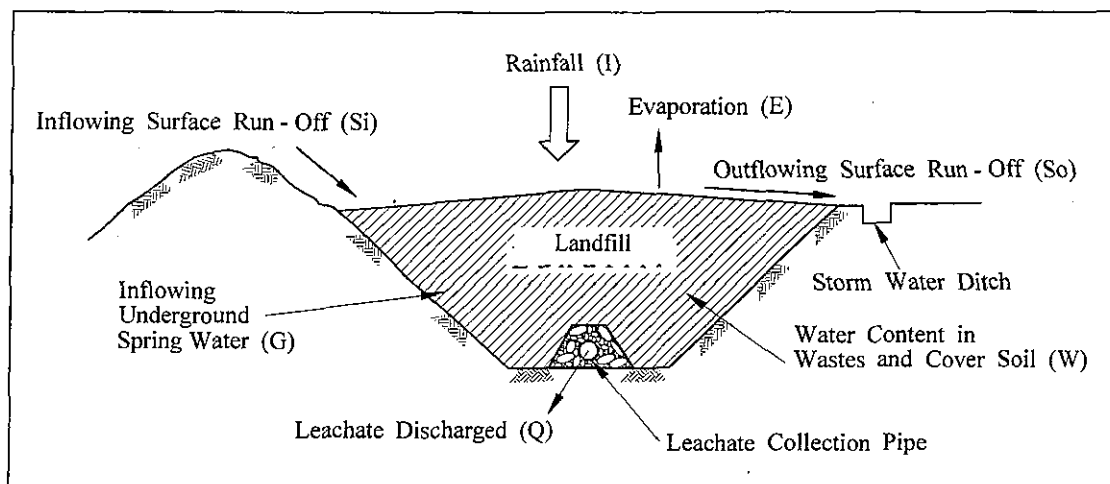 Rainfall (I)
Evaporation (E)
Inflowing Surface Run - Off (Si)
Outflowing Surface Run - Off (So)
Landfill
Storm Water Ditch
Inflowing
Underground
Spring Water (G)
Water Content in
Wastes and Cover Soil (W)
Leachate Discharged (Q)
Leachate Collection Pipe